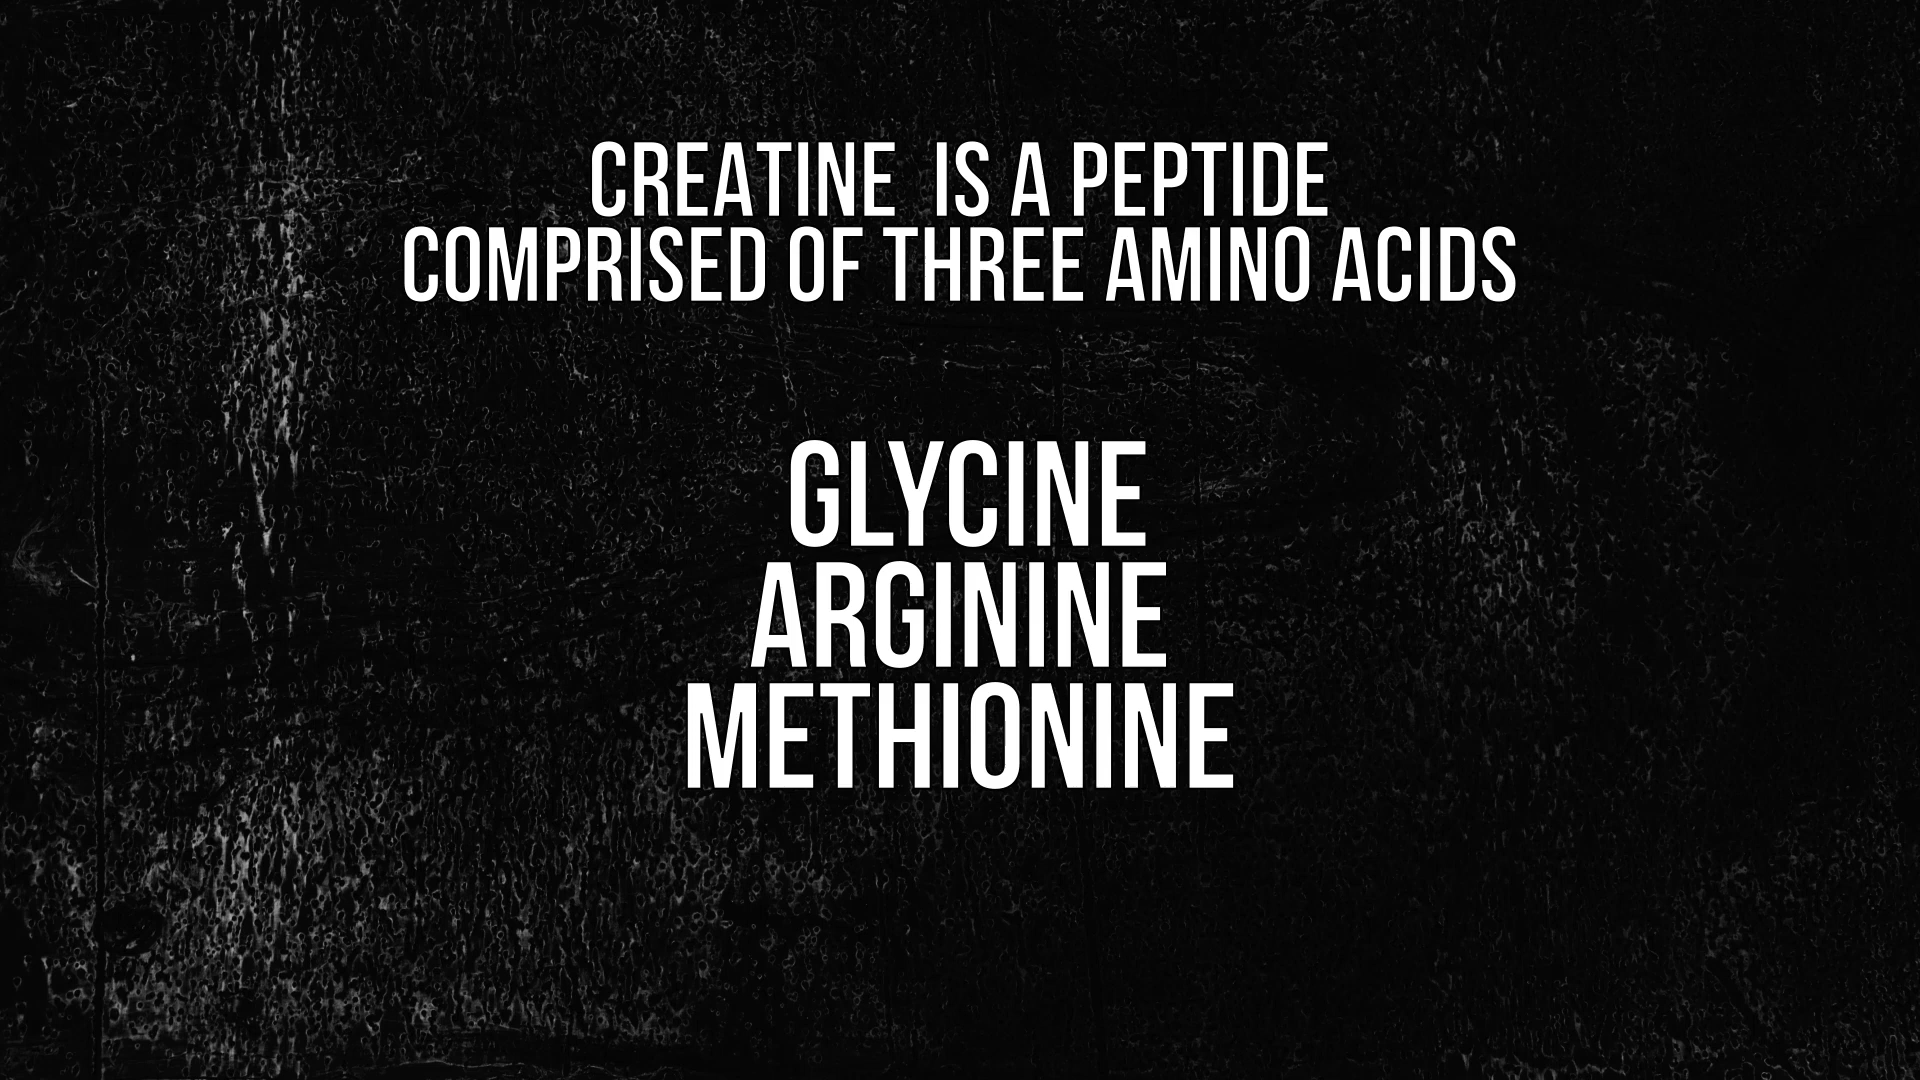 CREATINE IS A PEPTIDE
COMPRISED OF THREE AMINO ACIDS
GLYCINE
ARGININE
METHIONINE